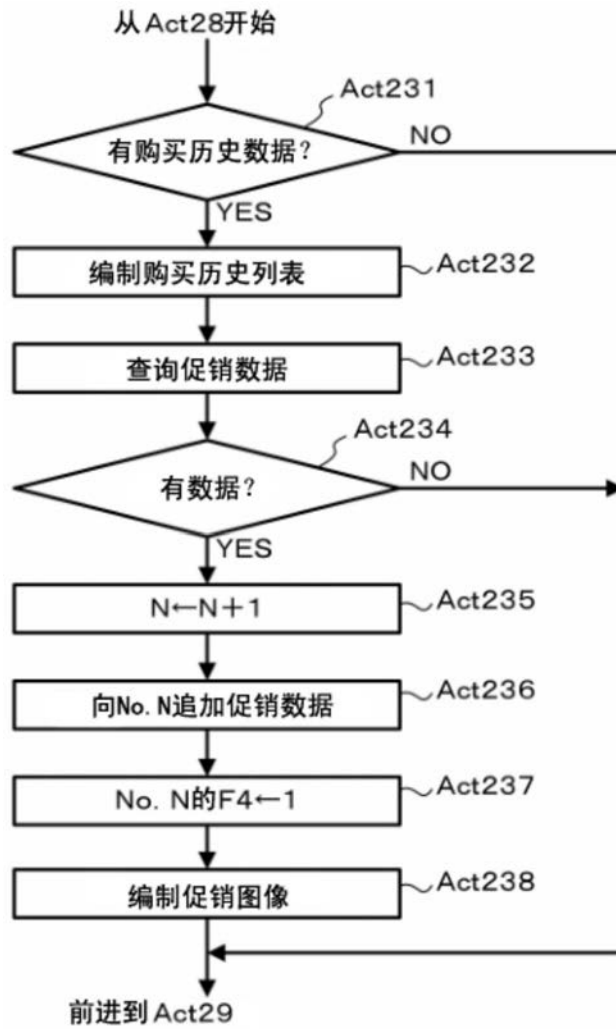 从Act28开始
Act231
有购买历史数据？
NO
YES
编制购买历史列表
Act232
查询促销数据
Act233
Act234
有数据？
NO
YES
N←N＋1
Act235
向No.N追加促销数据
Act236
No. N的F4←1
Act237
编制促销图像
Act238
前进到Act29